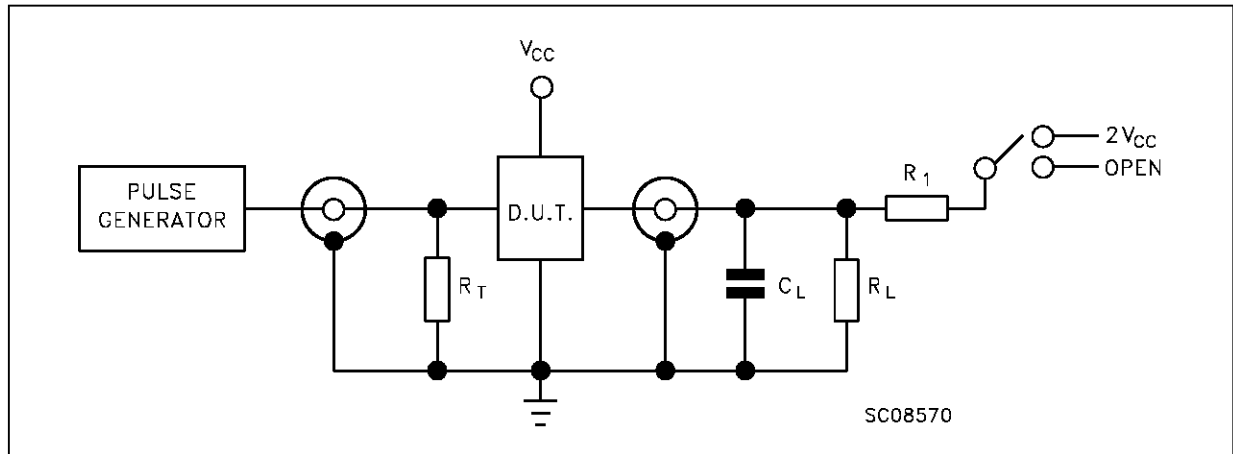 VCC
2VCC
OPEN
R1
PULSE
GENERATOR
D.U.T.
RT
CL
RL
SC08570